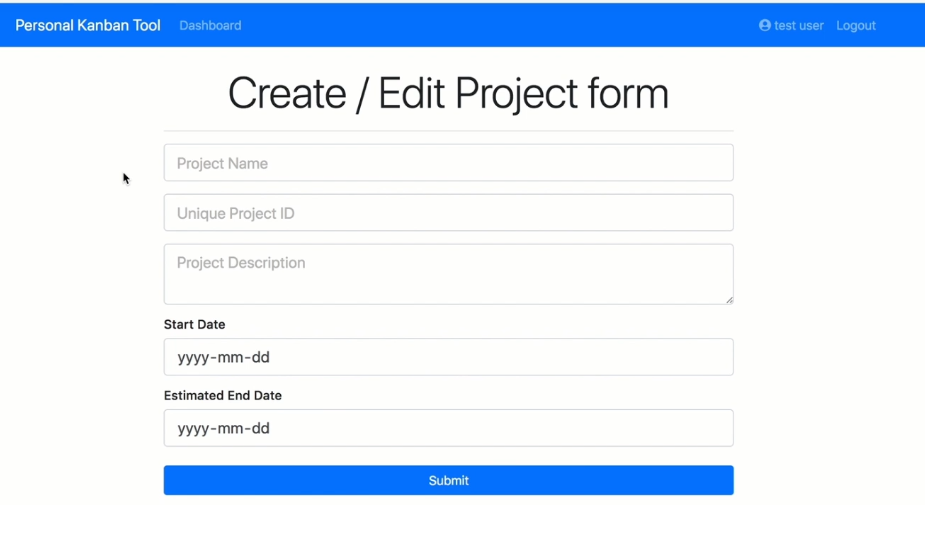 Personal Kanban Tool Dashboard test user Logout
Create / Edit Project form
Project Name
Unique Project ID
Project Description
Start Date
yyyy-mm-dd
Estimated End Date
yyyy-mm-dd
Submit